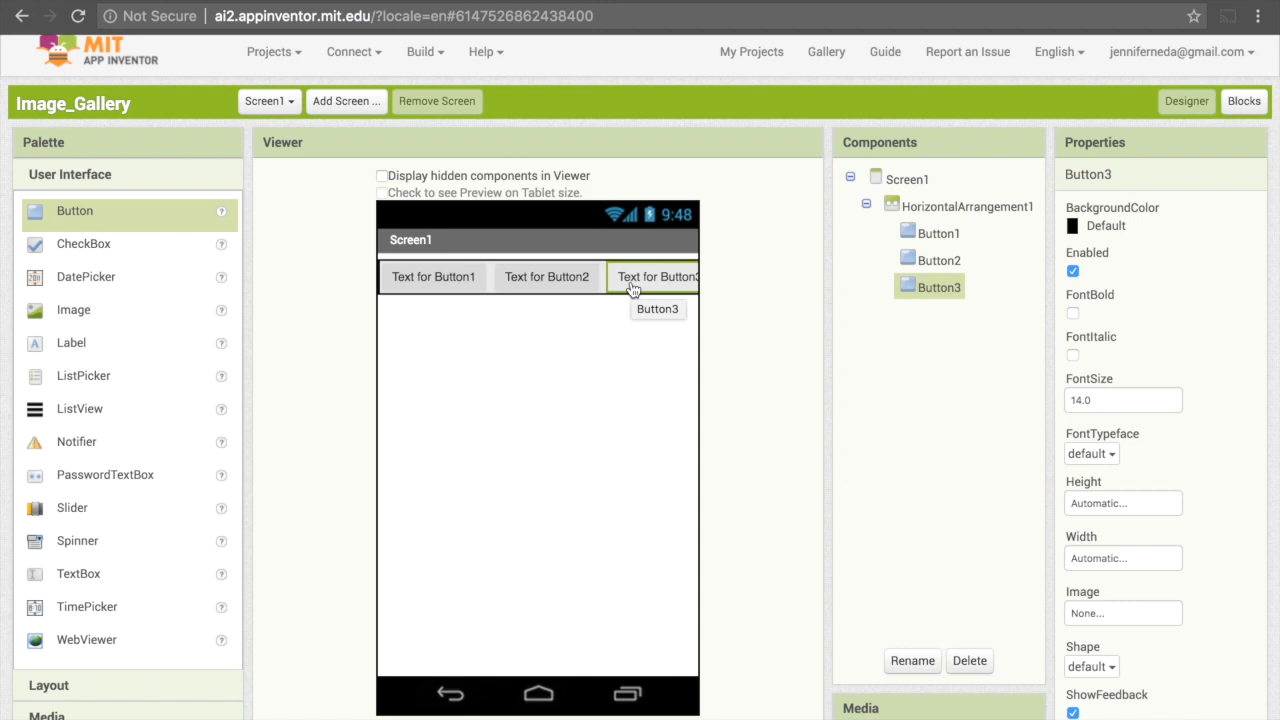 Not Secure ai2.appinventor.mit.edu/?locale=en#6147526862438400
MIT
APP INVENTOR
Projects Connect Build Help My Projects Gallery Guide Report an Issue English jenniferneda@gmail.com
Image_Gallery Screen1 Add Screen ... Remove Screen Designer Blocks
Palette
User Interface
Button ?
CheckBox ?
DatePicker ?
Image ?
Label ?
ListPicker ?
ListView ?
Notifier ?
PasswordTextBox ?
Slider ?
Spinner ?
TextBox ?
TimePicker ?
WebViewer ?
Layout
Media
Viewer
Display hidden components in Viewer
Check to see Preview on Tablet size.
9:48
Screen1
Text for Button1 Text for Button2 Text for Button3
Button3
Components
Screen1
HorizontalArrangement1
Button1
Button2
Button3
Rename Delete
Media
Properties
Button3
BackgroundColor
Default
Enabled
FontBold
FontItalic
FontSize
14.0
FontTypeface
default
Height
Automatic...
Width
Automatic...
Image
None...
Shape
default
ShowFeedback